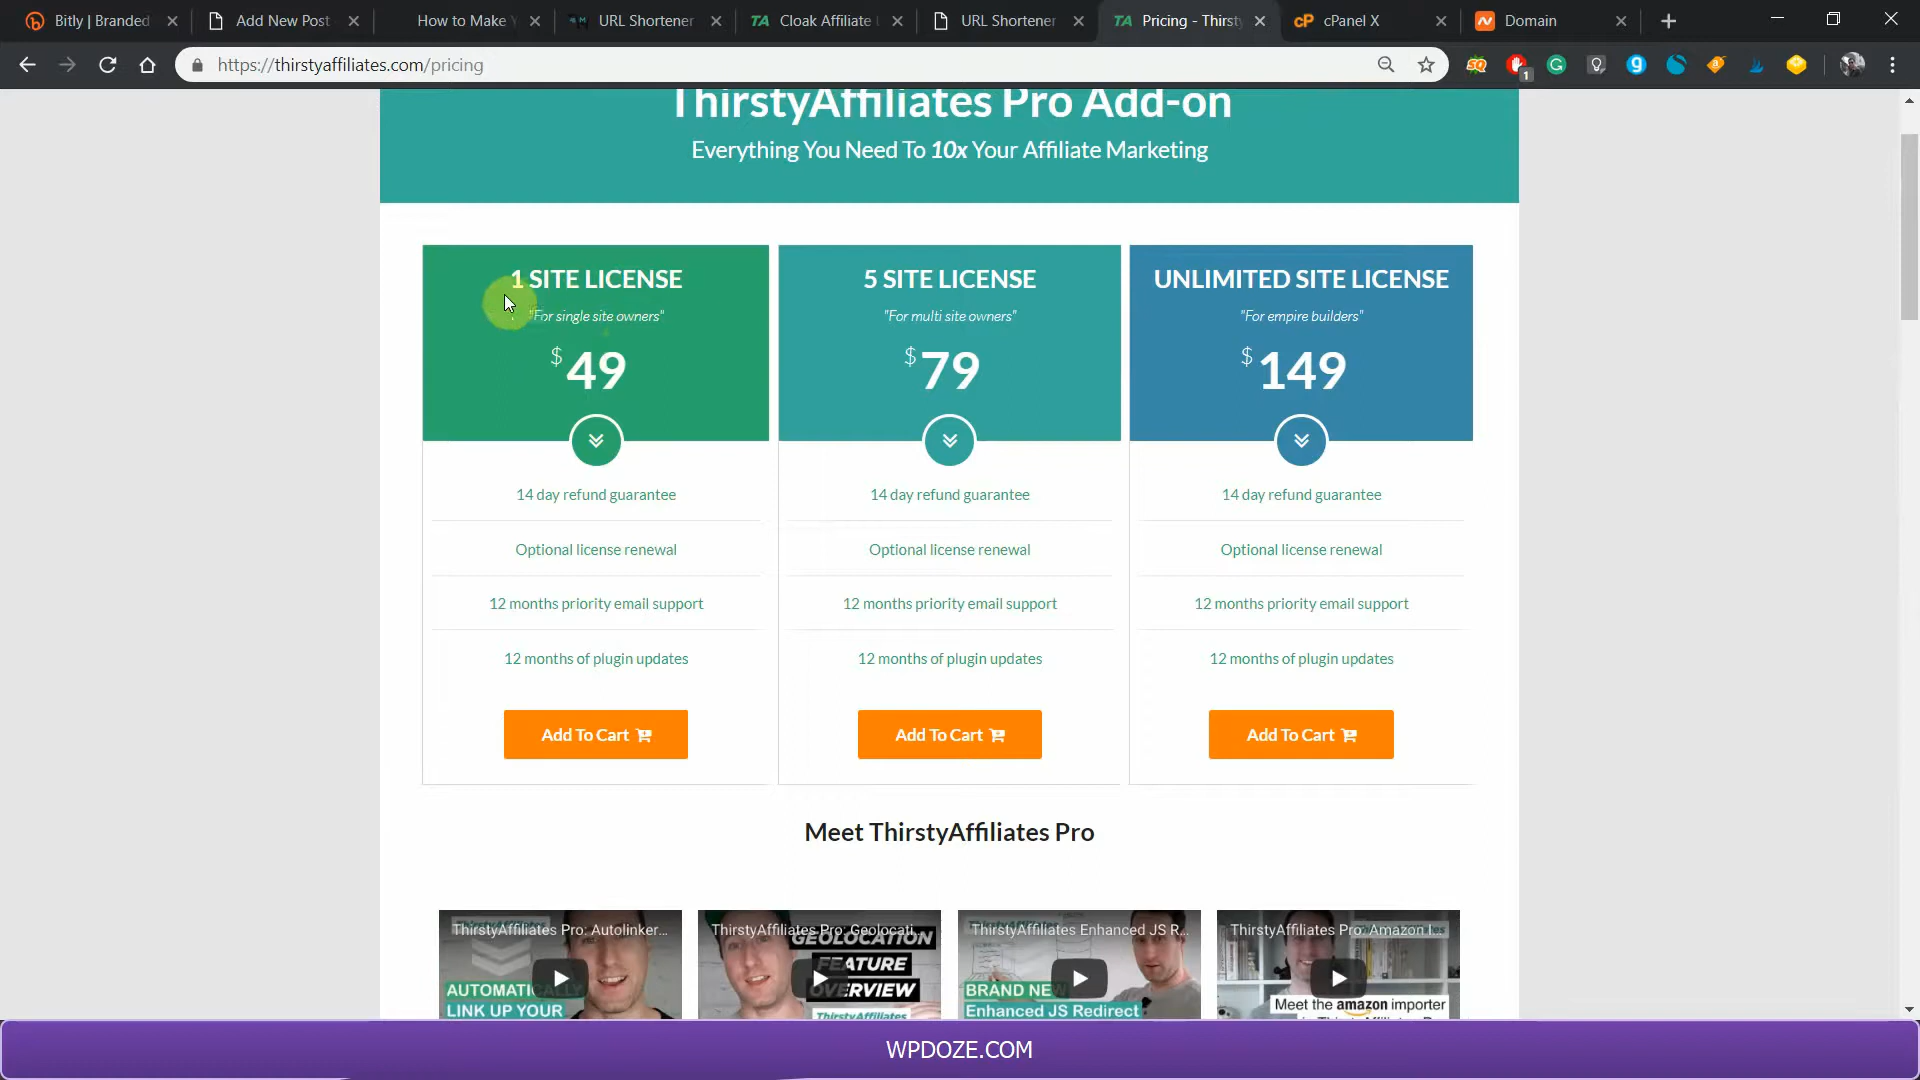 Bitly | Branded
Add New Post
How to Make Y
URL Shortener
Cloak Affiliate
URL Shortener
Pricing - Thirsty
cPanel X
Domain
https://thirstyaffiliates.com/pricing
ThirstyAffiliates Pro Add-on
Everything You Need To 10x Your Affiliate Marketing
1 SITE LICENSE
"For single site owners"
$49
14 day refund guarantee
Optional license renewal
12 months priority email support
12 months of plugin updates
Add To Cart
5 SITE LICENSE
"For multi site owners"
$79
14 day refund guarantee
Optional license renewal
12 months priority email support
12 months of plugin updates
Add To Cart
UNLIMITED SITE LICENSE
"For empire builders"
$149
14 day refund guarantee
Optional license renewal
12 months priority email support
12 months of plugin updates
Add To Cart
Meet ThirstyAffiliates Pro
ThirstyAffiliates Pro: Autolinker...
AUTOMATICALLY
LINK UP YOUR
ThirstyAffiliates Pro: Geolocati...
GEOLOCATION
FEATURE
OVERVIEW
ThirstyAffiliates
ThirstyAffiliates Enhanced JS R...
BRAND NEW
Enhanced JS Redirect
ThirstyAffiliates Pro: Amazon I...
Meet the amazon importer
WPDOZE.COM